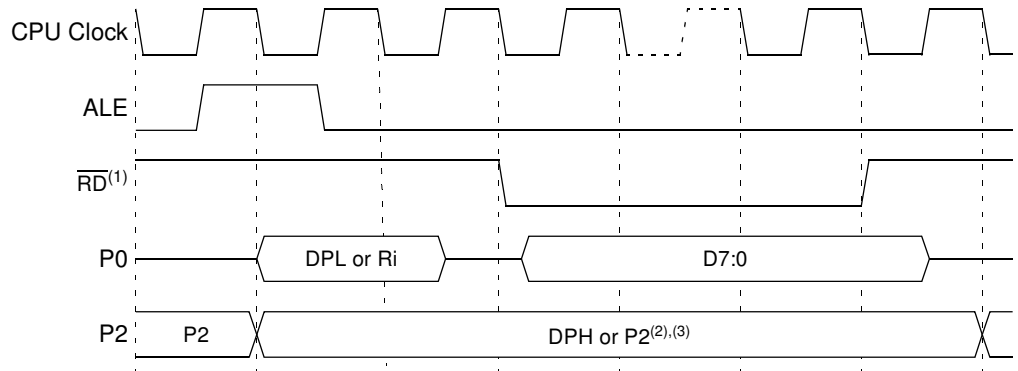 CPU Clock
ALE
RD(1)
P0
DPL or Ri
D7:0
P2
P2
DPH or P2(2),(3)